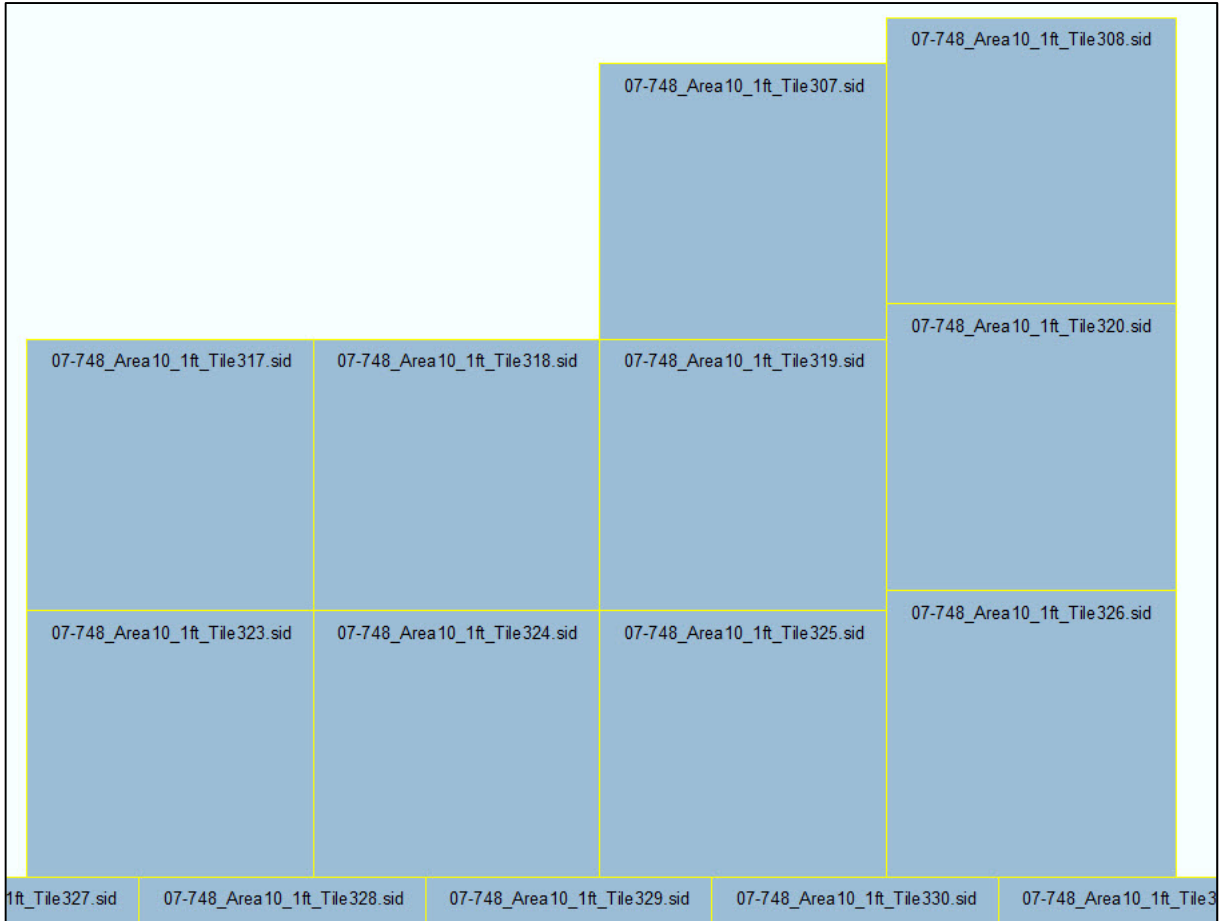 07-748_Area10_1ft_Tile308.sid
07-748_Area10_1ft_Tile307.sid
07-748_Area10_1ft_Tile320.sid
07-748_Area10_1ft_Tile317.sid
07-748_Area10_1ft_Tile318.sid
07-748_Area10_1ft_Tile319.sid
07-748_Area10_1ft_Tile326.sid
07-748_Area10_1ft_Tile323.sid
07-748_Area10_1ft_Tile324.sid
07-748_Area10_1ft_Tile325.sid
1ft_Tile327.sid
07-748_Area10_1ft_Tile328.sid
07-748_Area10_1ft_Tile329.sid
07-748_Area10_1ft_Tile330.sid
07-748_Area10_1ft_Tile3